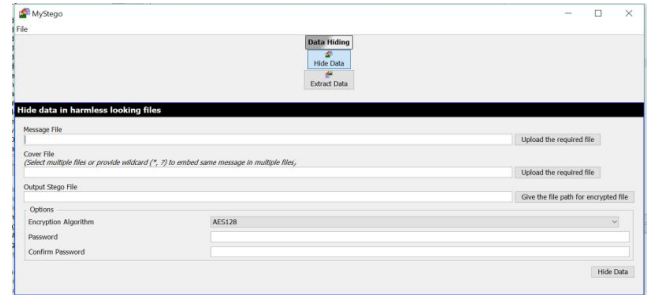 MyStego
File
Data Hiding
Hide Data
Extract Data
Hide data in harmless looking files
Message File
Upload the required file
Cover File
(Select multiple files or provide wildcard (*, ?) to embed same message in multiple files)
Upload the required file
Output Stego File
Give the file path for encrypted file
Options
Encryption Algorithm AES128
Password
Confirm Password
Hide Data